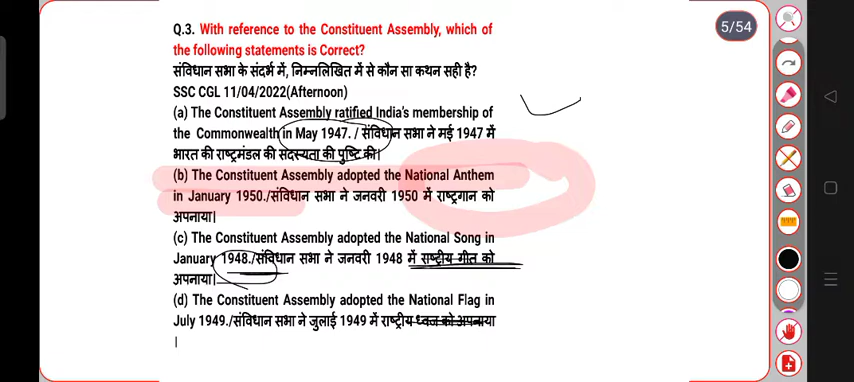 5/54
Q.3. With reference to the Constituent Assembly, which of
the following statements is Correct?
संविधान सभा के संदर्भ में, निम्नलिखित में से कौन सा कथन सही है?
SSC CGL 11/04/2022(Afternoon)
(a) The Constituent Assembly ratified India's membership of
the Commonwealth in May 1947. / संविधान सभा ने मई 1947 में
भारत की राष्ट्रमंडल की सदस्यता की पुष्टि की।
(b) The Constituent Assembly adopted the National Anthem
in January 1950./संविधान सभा ने जनवरी 1950 में राष्ट्रगान को
अपनाया।
(c) The Constituent Assembly adopted the National Song in
January 1948./संविधान सभा ने जनवरी 1948 में राष्ट्रीय गीत को
अपनाया।
(d) The Constituent Assembly adopted the National Flag in
July 1949./संविधान सभा ने जुलाई 1949 में राष्ट्रीय ध्वज को अपनाया
।